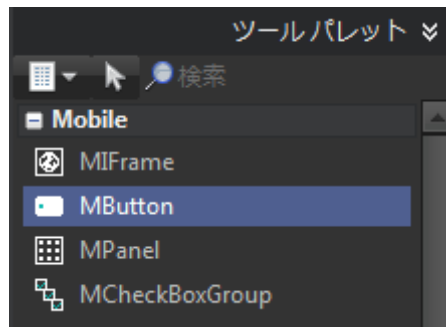 ツール パレット
検索
Mobile
MIFrame
MButton
MPanel
MCheckBoxGroup